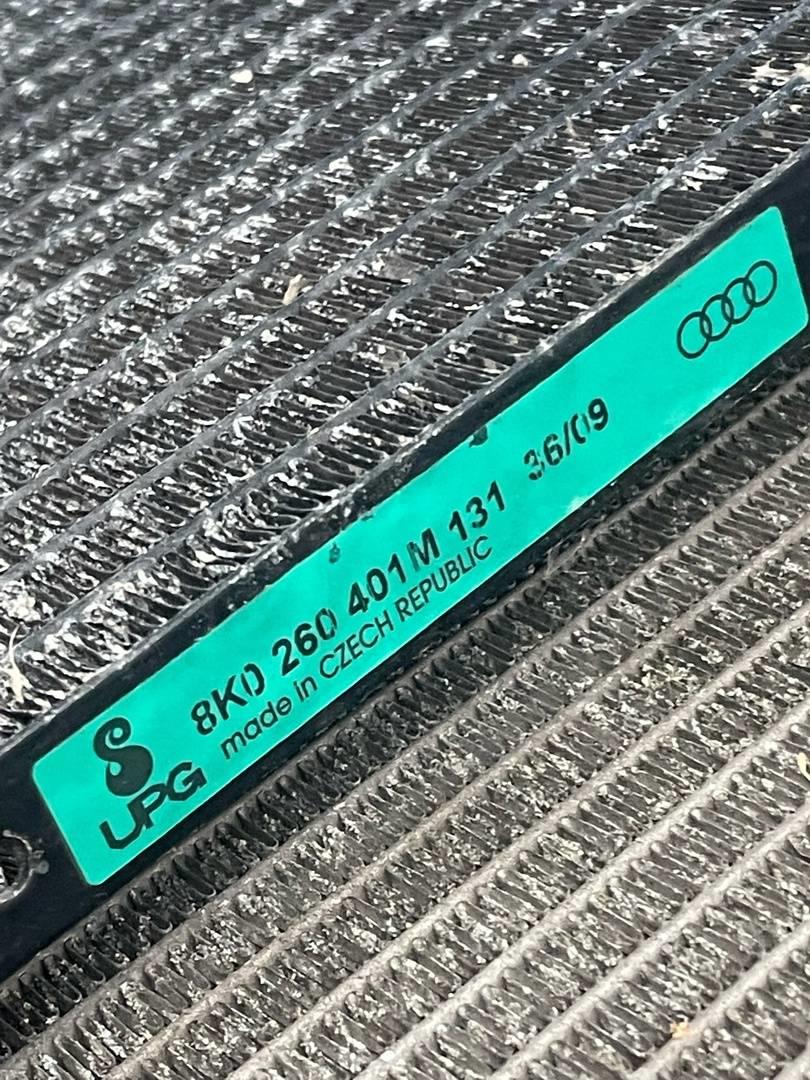 8K0 260 401M 131 36/09
made in CZECH REPUBLIC
UPG